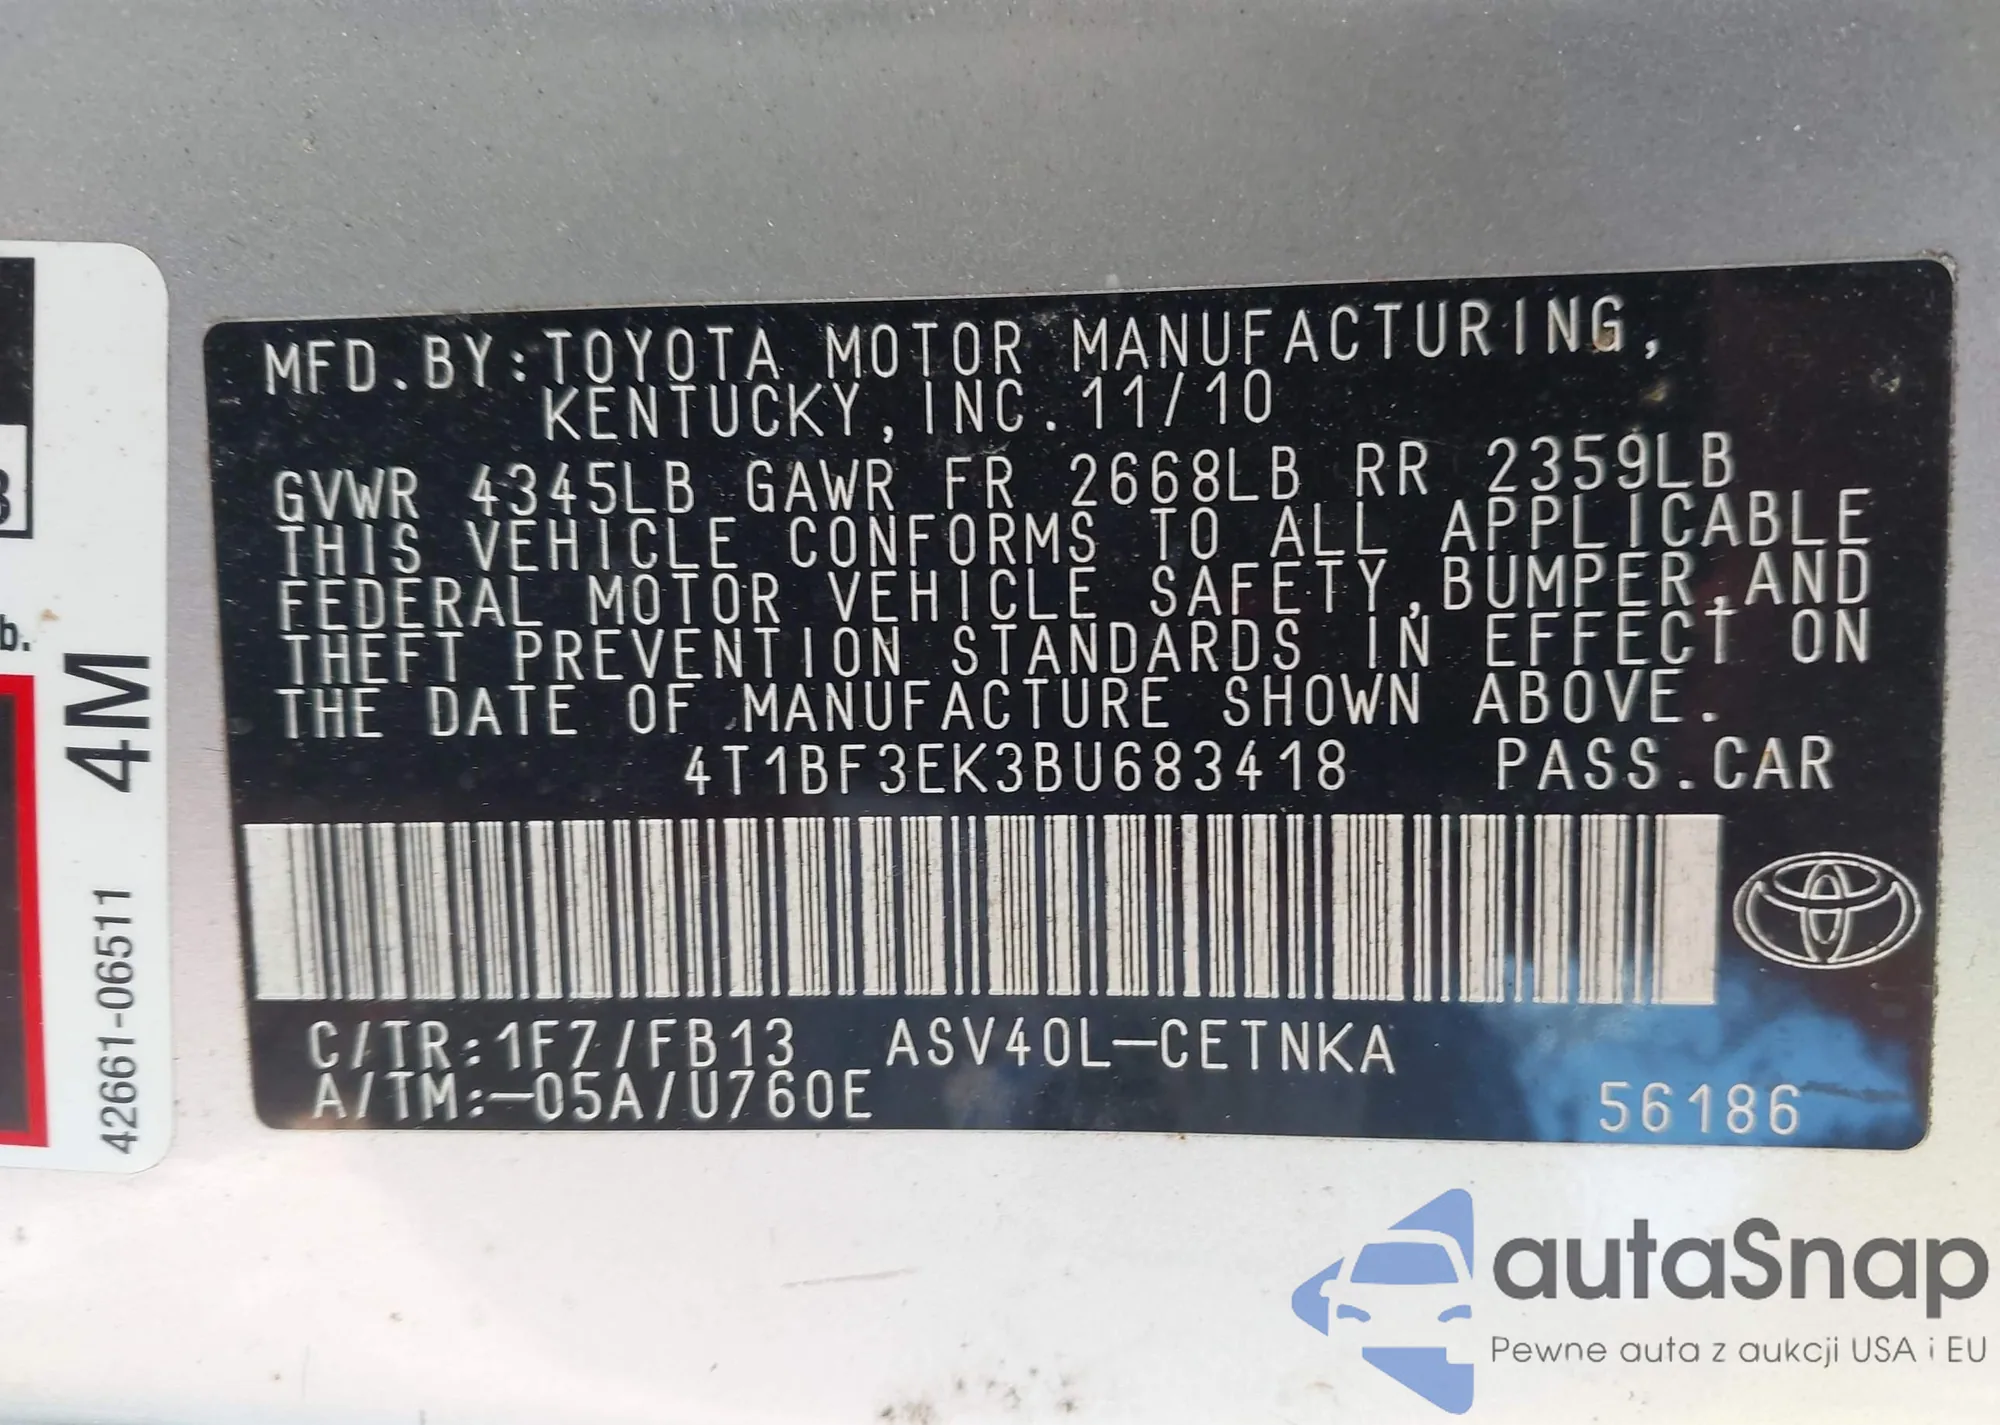 MFD.BY:TOYOTA MOTOR MANUFACTURING,
KENTUCKY,INC.11/10
GVWR 4345LB GAWR FR 2668LB RR 2359LB
THIS VEHICLE CONFORMS TO ALL APPLICABLE
FEDERAL MOTOR VEHICLE SAFETY,BUMPER,AND
THEFT PREVENTION STANDARDS IN EFFECT ON
THE DATE OF MANUFACTURE SHOWN ABOVE.
4T1BF3EK3BU683418 PASS.CAR
C/TR:1F7/FB13 ASV40L-CETNKA
A/TM:-05A/U760E
56186
b.
4M
42661-06511
autaSnap
Pewne auta z aukcji USA i EU